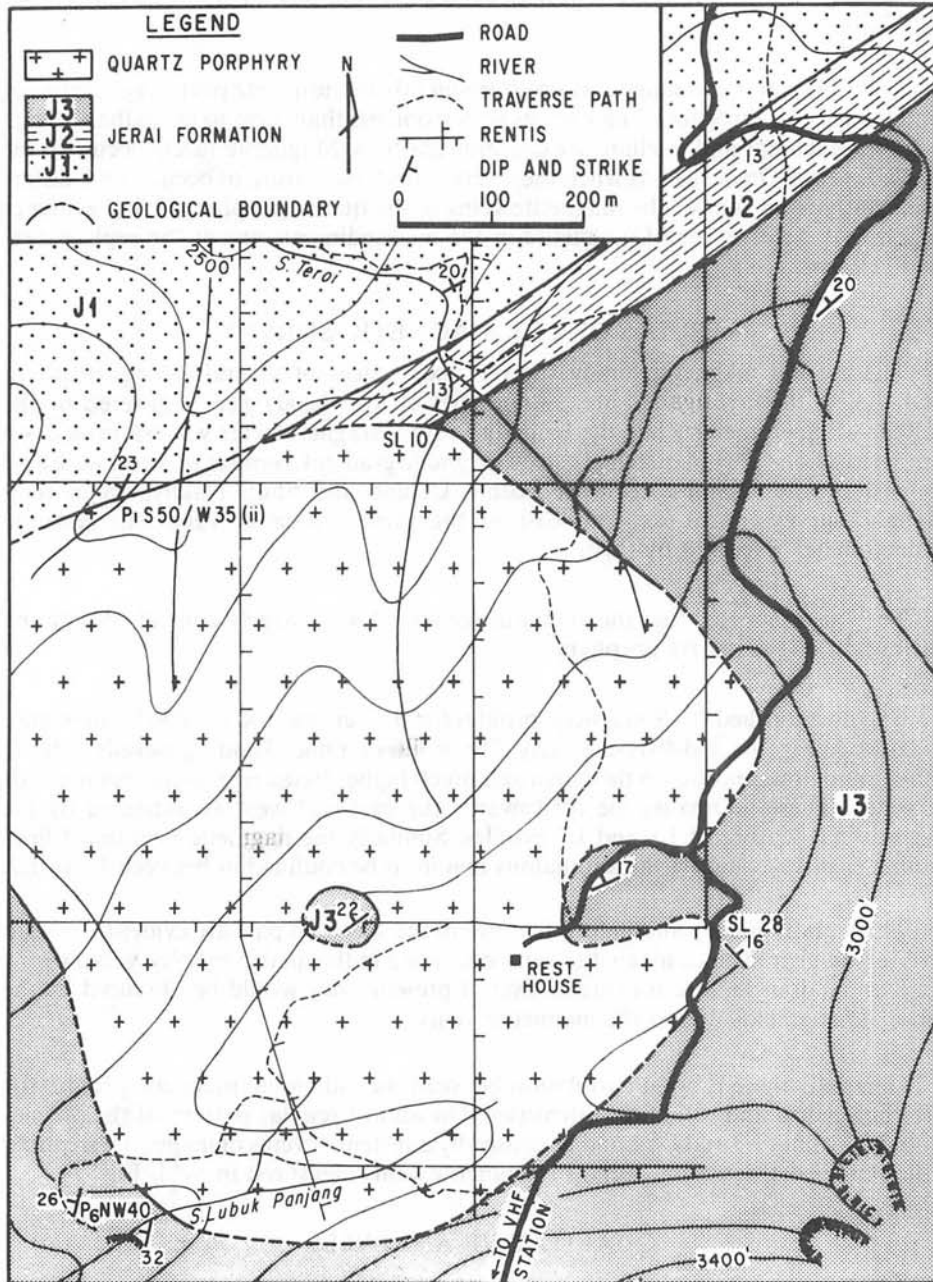 LEGEND
QUARTZ PORPHYRY
J3
J2
J1
JERAI FORMATION
GEOLOGICAL BOUNDARY
N
ROAD
RIVER
TRAVERSE PATH
RENTIS
DIP AND STRIKE
0 100 200 m
13
J2
2500
S. Teroi
20
J1
20
13
SL 10
23
P1 S50/W35 (ii)
J3
17
J3 22
SL 28
16
3000
REST
HOUSE
S. Lubuk Panjang
26
P6NW40
32
TO VHF
STATION
3400